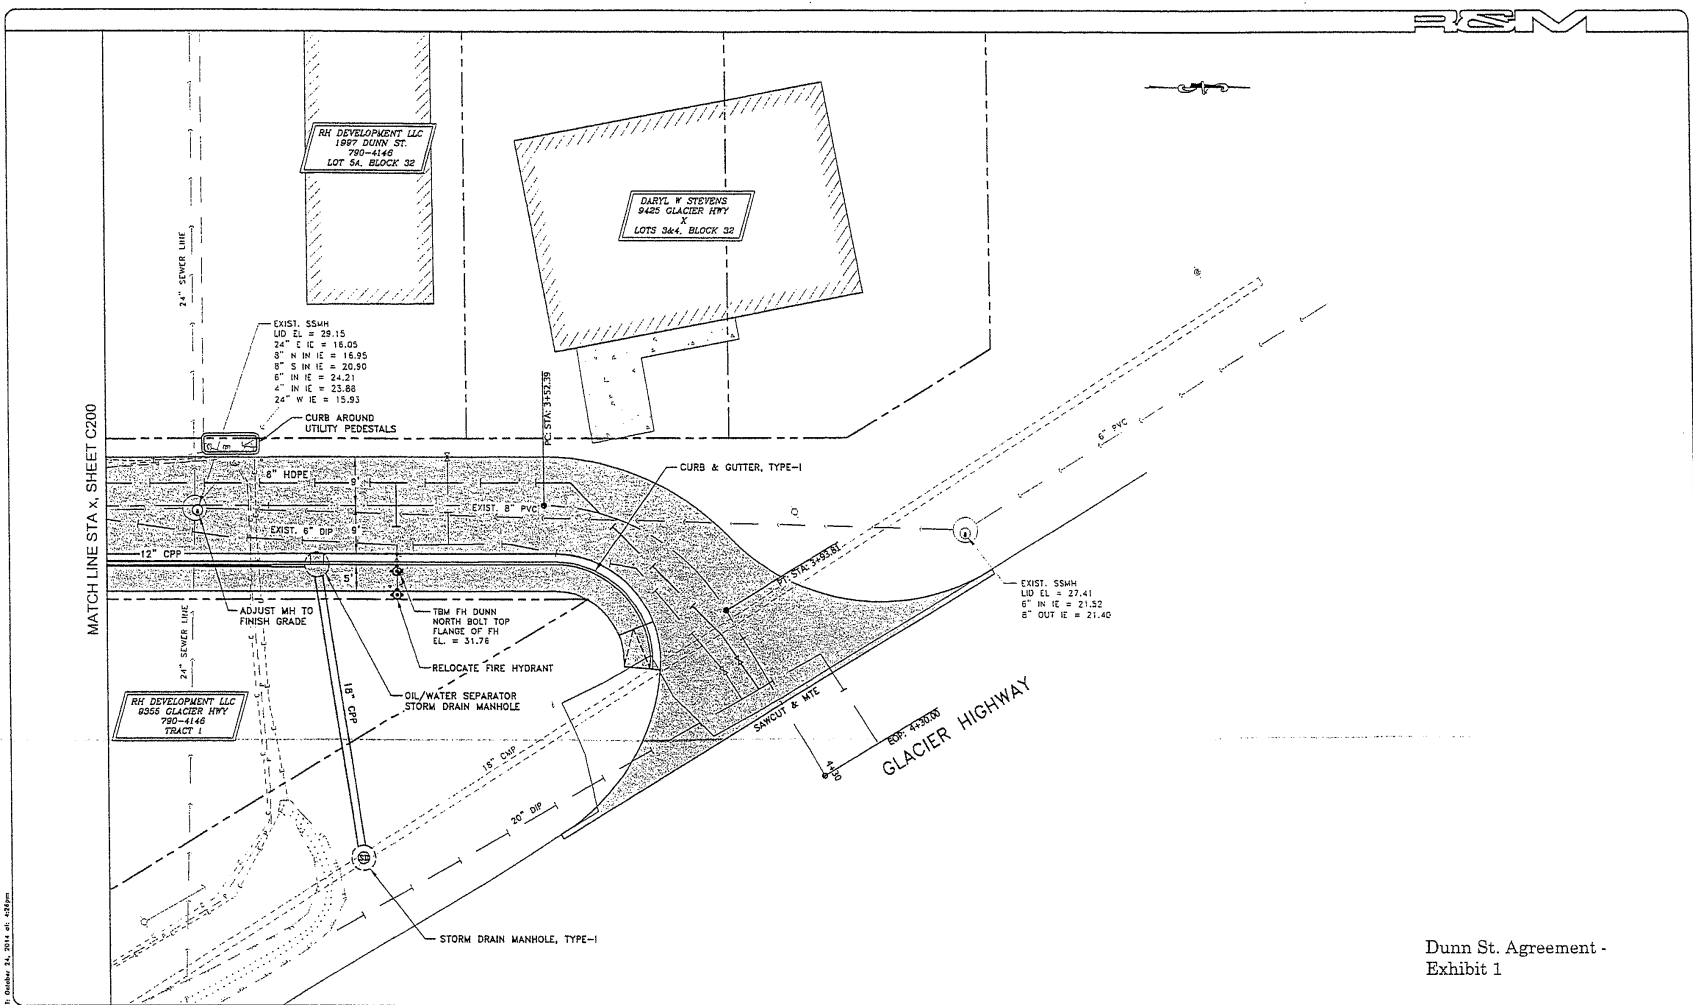 R&M
RH DEVELOPMENT LLC
1997 DUNN ST.
790-4146
LOT 5A, BLOCK 32
DARYL W STEVENS
9425 GLACIER HWY
X
LOTS 3&4, BLOCK 32
24" SEWER LINE
EXIST. SSMH
LID EL = 29.15
24" E IE = 16.05
8" N IN IE = 16.95
8" S IN IE = 20.90
6" IN IE = 24.21
4" IN IE = 23.88
24" W IE = 15.93
CURB AROUND
UTILITY PEDESTALS
MATCH LINE STA x, SHEET C200
PC: STA: 3+52.39
6" PVC
8" HDPE
9'
CURB & GUTTER, TYPE-I
EXIST. 8" PVC
EXIST. 6" DIP
9'
12" CPP
5'
PT: STA: 3+93.81
EXIST. SSMH
LID EL = 27.41
6" IN IE = 21.52
8" OUT IE = 21.40
ADJUST MH TO
FINISH GRADE
TBM FH DUNN
NORTH BOLT TOP
FLANGE OF FH
EL. = 31.76
24" SEWER LINE
RELOCATE FIRE HYDRANT
OIL/WATER SEPARATOR
STORM DRAIN MANHOLE
18" CPP
RH DEVELOPMENT LLC
9355 GLACIER HWY
790-4146
TRACT 1
SAWCUT & MTE
EOP: 4+30.00
4+30
GLACIER HIGHWAY
18" CMP
20" DIP
SD
STORM DRAIN MANHOLE, TYPE-I
October 24, 2014 at: 4:26pm
Dunn St. Agreement -
Exhibit 1